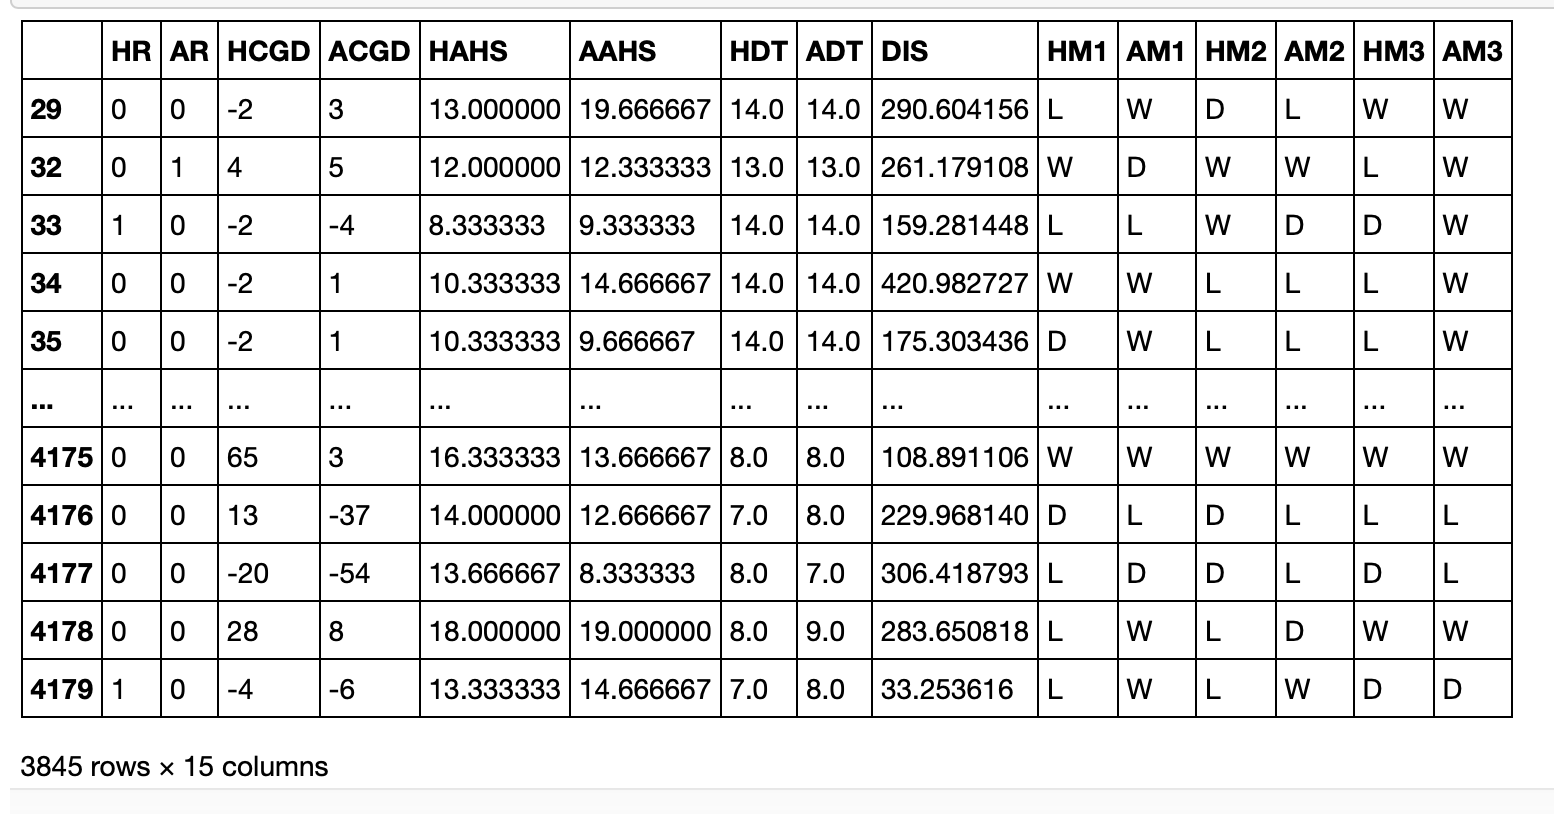 HR AR HCGD ACGD HAHS AAHS HDT ADT DIS HM1 AM1 HM2 AM2 HM3 AM3
29 0 0 -2 3 13.000000 19.666667 14.0 14.0 290.604156 L W D L W W
32 0 1 4 5 12.000000 12.333333 13.0 13.0 261.179108 W D W W L W
33 1 0 -2 -4 8.333333 9.333333 14.0 14.0 159.281448 L L W D D W
34 0 0 -2 1 10.333333 14.666667 14.0 14.0 420.982727 W W L L L W
35 0 0 -2 1 10.333333 9.666667 14.0 14.0 175.303436 D W L L L W
... ... ... ... ... ... ... ... ... ... ... ... ... ... ... ...
4175 0 0 65 3 16.333333 13.666667 8.0 8.0 108.891106 W W W W W W
4176 0 0 13 -37 14.000000 12.666667 7.0 8.0 229.968140 D L D L L L
4177 0 0 -20 -54 13.666667 8.333333 8.0 7.0 306.418793 L D D L D L
4178 0 0 28 8 18.000000 19.000000 8.0 9.0 283.650818 L W L D W W
4179 1 0 -4 -6 13.333333 14.666667 7.0 8.0 33.253616 L W L W D D
3845 rows × 15 columns